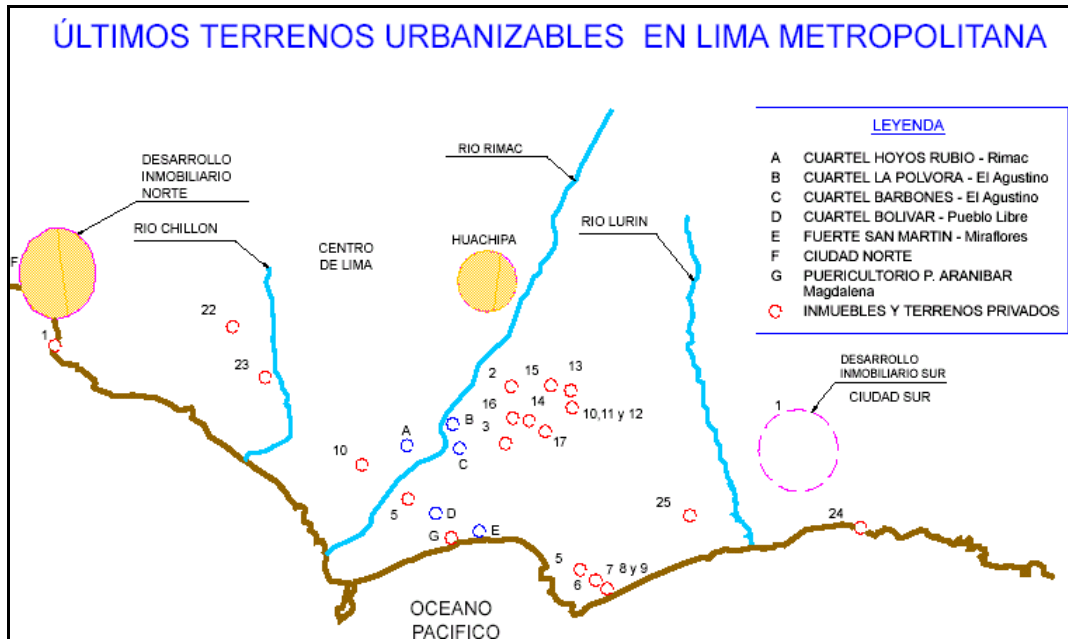 ÚLTIMOS TERRENOS URBANIZABLES EN LIMA METROPOLITANA
LEYENDA
A CUARTEL HOYOS RUBIO - Rimac
B CUARTEL LA POLVORA - El Agustino
C CUARTEL BARBONES - El Agustino
D CUARTEL BOLIVAR - Pueblo Libre
E FUERTE SAN MARTIN - Miraflores
F CIUDAD NORTE
G PUERICULTORIO P. ARANIBAR
Magdalena
INMUEBLES Y TERRENOS PRIVADOS
DESARROLLO
INMOBILIARIO
NORTE
RIO CHILLON
CENTRO
DE LIMA
RIO RIMAC
HUACHIPA
RIO LURIN
DESARROLLO
INMOBILIARIO SUR
CIUDAD SUR
F
1
22
23
10
A
B
C
2
15
13
16
14
10,11 y 12
3
17
5
D
G
E
25
1
24
5
6
7
8 y 9
OCEANO
PACIFICO